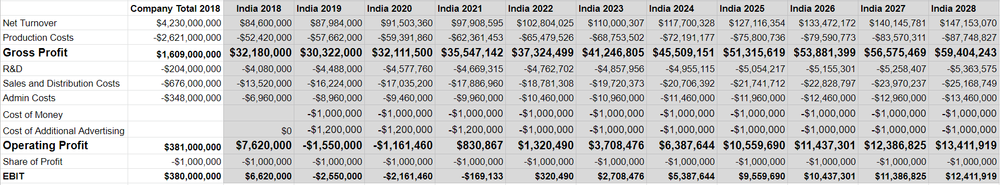 Company Total 2018 India 2018 India 2019 India 2020 India 2021 India 2022 India 2023 India 2024 India 2025 India 2026 India 2027 India 2028
Net Turnover $4,230,000,000 $84,600,000 $87,984,000 $91,503,360 $97,908,595 $102,804,025 $110,000,307 $117,700,328 $127,116,354 $133,472,172 $140,145,781 $147,153,070
Production Costs -$2,621,000,000 -$52,420,000 -$57,662,000 -$59,391,860 -$62,361,453 -$65,479,526 -$68,753,502 -$72,191,177 -$75,800,736 -$79,590,773 -$83,570,311 -$87,748,827
Gross Profit $1,609,000,000 $32,180,000 $30,322,000 $32,111,500 $35,547,142 $37,324,499 $41,246,805 $45,509,151 $51,315,619 $53,881,399 $56,575,469 $59,404,243
R&D -$204,000,000 -$4,080,000 -$4,488,000 -$4,577,760 -$4,669,315 -$4,762,702 -$4,857,956 -$4,955,115 -$5,054,217 -$5,155,301 -$5,258,407 -$5,363,575
Sales and Distribution Costs -$676,000,000 -$13,520,000 -$16,224,000 -$17,035,200 -$17,886,960 -$18,781,308 -$19,720,373 -$20,706,392 -$21,741,712 -$22,828,797 -$23,970,237 -$25,168,749
Admin Costs -$348,000,000 -$6,960,000 -$8,960,000 -$9,460,000 -$9,960,000 -$10,460,000 -$10,960,000 -$11,460,000 -$11,960,000 -$12,460,000 -$12,960,000 -$13,460,000
Cost of Money -$1,000,000 -$1,000,000 -$1,000,000 -$1,000,000 -$1,000,000 -$1,000,000 -$1,000,000 -$1,000,000 -$1,000,000 -$1,000,000
Cost of Additional Advertising $0 -$1,200,000 -$1,200,000 -$1,200,000 -$1,000,000 -$1,000,000 -$1,000,000 -$1,000,000 -$1,000,000 -$1,000,000 -$1,000,000
Operating Profit $381,000,000 $7,620,000 -$1,550,000 -$1,161,460 $830,867 $1,320,490 $3,708,476 $6,387,644 $10,559,690 $11,437,301 $12,386,825 $13,411,919
Share of Profit -$1,000,000 -$1,000,000 -$1,000,000 -$1,000,000 -$1,000,000 -$1,000,000 -$1,000,000 -$1,000,000 -$1,000,000 -$1,000,000 -$1,000,000 -$1,000,000
EBIT $380,000,000 $6,620,000 -$2,550,000 -$2,161,460 -$169,133 $320,490 $2,708,476 $5,387,644 $9,559,690 $10,437,301 $11,386,825 $12,411,919